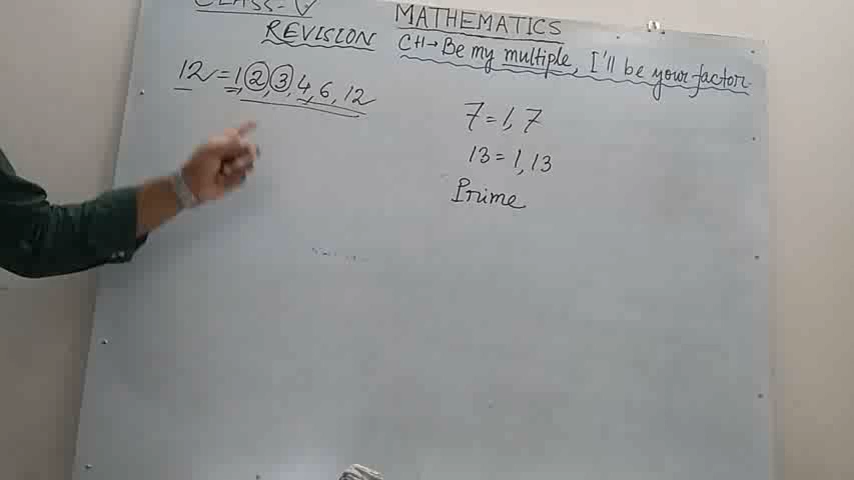 CLASS-V
MATHEMATICS
REVISION
CH→Be my multiple, I'll be your factor
12=1,2,3,4,6,12
7=1,7
13=1,13
Prime